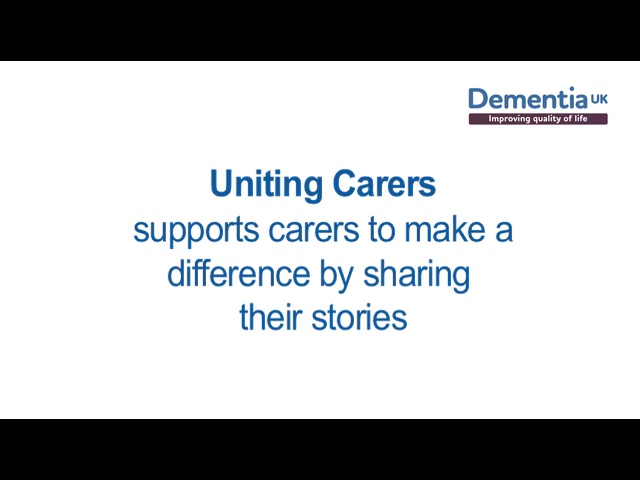 Dementia UK
Improving quality of life
Uniting Carers
supports carers to make a
difference by sharing
their stories